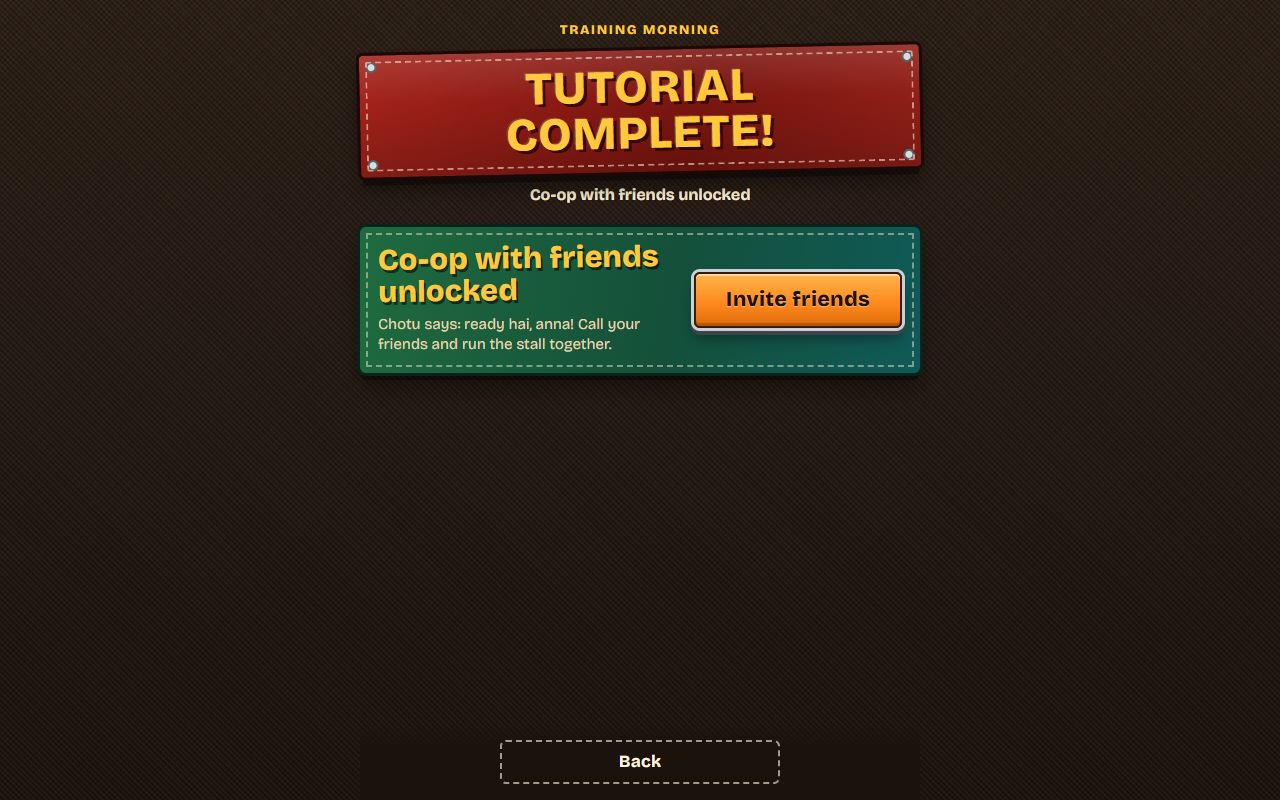 TRAINING MORNING
TUTORIAL
COMPLETE!
Co-op with friends unlocked
Co-op with friends
unlocked
Chotu says: ready hai, anna! Call your
friends and run the stall together.
Invite friends
Back